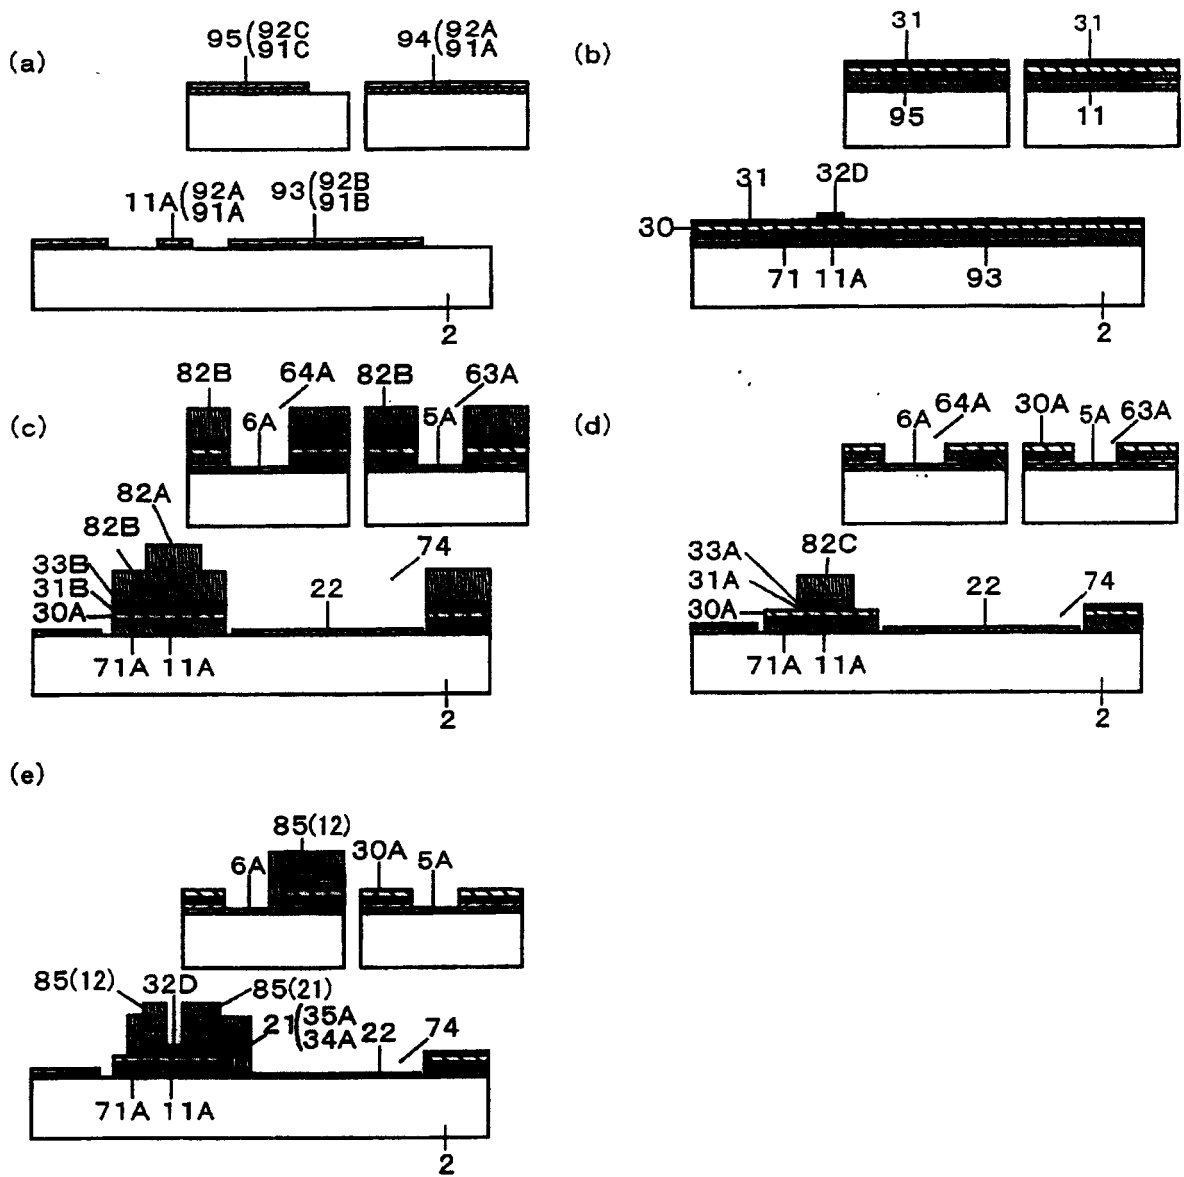 (a)
95(92C 91C
94(92A 91A
11A(92A 91A
93(92B 91B
2
(b)
31 31
95 11
31 32D
30
71 11A 93
2
(c)
82B 64A 82B 63A
6A 5A
82A
82B
33B
31B
30A
74
22
71A 11A
2
(d)
6A 64A 30A 5A 63A
33A 82C
31A
30A
22 74
71A 11A
2
(e)
85(12)
6A 30A 5A
85(12) 32D 85(21)
21(35A 34A 22 74
71A 11A
2